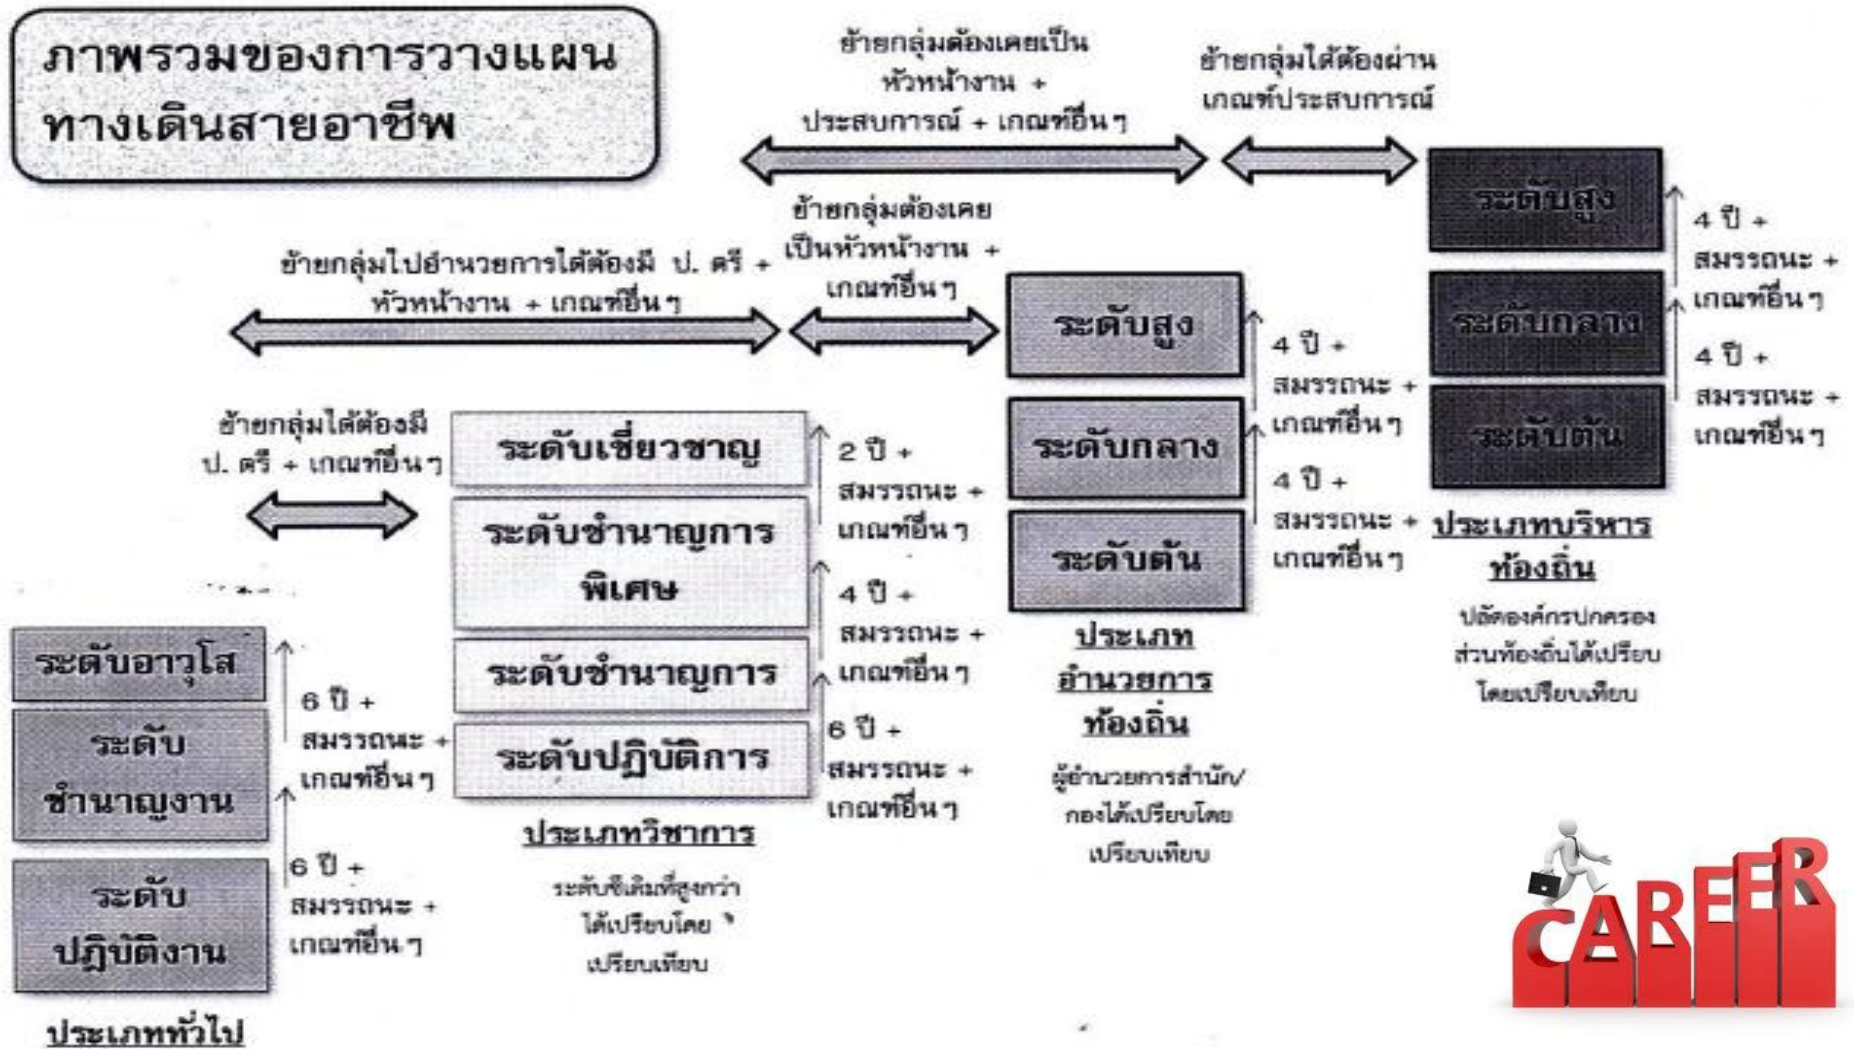 ภาพรวมของการวางแผน
ทางเดินสายอาชีพ
ย้ายกลุ่มต้องเคยเป็น
หัวหน้างาน +
ประสบการณ์ + เกณฑ์อื่นๆ
ย้ายกลุ่มได้ต้องผ่าน
เกณฑ์ประสบการณ์
ย้ายกลุ่มไปอำนวยการได้ต้องมี ป. ตรี +
หัวหน้างาน + เกณฑ์อื่นๆ
ย้ายกลุ่มต้องเคย
เป็นหัวหน้างาน +
เกณฑ์อื่นๆ
ย้ายกลุ่มได้ต้องมี
ป. ตรี + เกณฑ์อื่นๆ
ระดับอาวุโส
ระดับ
ชำนาญงาน
ระดับ
ปฏิบัติงาน
6 ปี +
สมรรถนะ +
เกณฑ์อื่นๆ
6 ปี +
สมรรถนะ +
เกณฑ์อื่นๆ
ประเภททั่วไป
ระดับเชี่ยวชาญ
ระดับชำนาญการ
พิเศษ
ระดับชำนาญการ
ระดับปฏิบัติการ
2 ปี +
สมรรถนะ +
เกณฑ์อื่นๆ
4 ปี +
สมรรถนะ +
เกณฑ์อื่นๆ
6 ปี +
สมรรถนะ +
เกณฑ์อื่นๆ
ประเภทวิชาการ
ระดับซีเดิมที่สูงกว่า
ได้เปรียบโดย
เปรียบเทียบ
ระดับสูง
ระดับกลาง
ระดับต้น
4 ปี +
สมรรถนะ +
เกณฑ์อื่นๆ
4 ปี +
สมรรถนะ +
เกณฑ์อื่นๆ
ประเภท
อำนวยการ
ท้องถิ่น
ผู้อำนวยการสำนัก/
กองได้เปรียบโดย
เปรียบเทียบ
ระดับสูง
ระดับกลาง
ระดับต้น
4 ปี +
สมรรถนะ +
เกณฑ์อื่นๆ
4 ปี +
สมรรถนะ +
เกณฑ์อื่นๆ
ประเภทบริหาร
ท้องถิ่น
ปลัดองค์กรปกครอง
ส่วนท้องถิ่นได้เปรียบ
โดยเปรียบเทียบ
CAREER